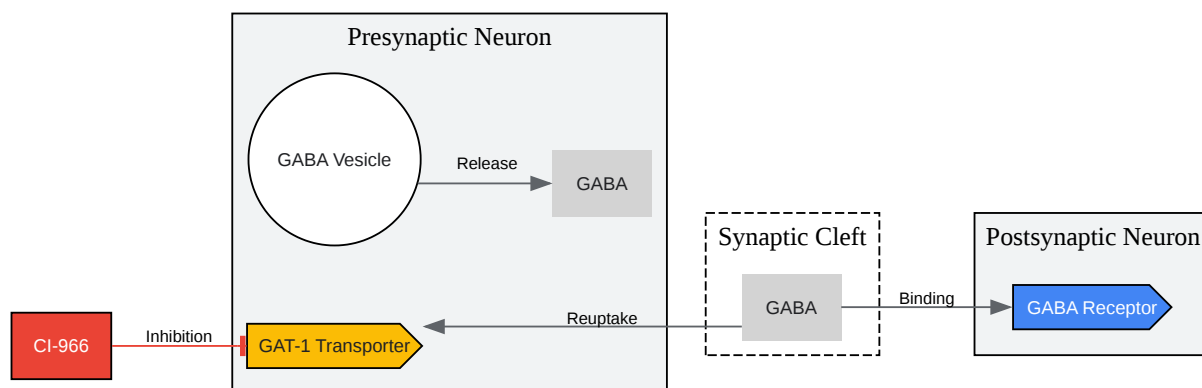 Presynaptic Neuron
GABA Vesicle
Release
GABA
Synaptic Cleft
Postsynaptic Neuron
GABA
Binding
GABA Receptor
Reuptake
CI-966
Inhibition
GAT-1 Transporter